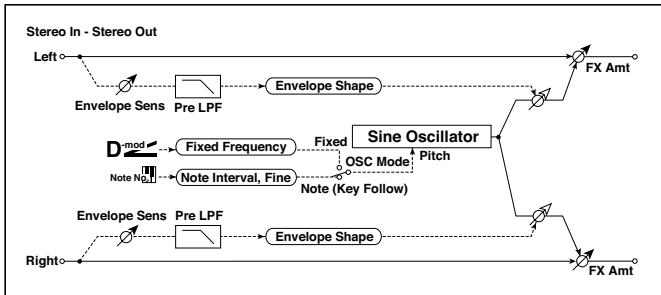 Stereo In - Stereo Out
Left
FX Amt
Envelope Sens
Pre LPF
Envelope Shape
D-mod
Fixed Frequency
Fixed
Sine Oscillator
OSC Mode
Pitch
Note No.
Note Interval, Fine
Note (Key Follow)
Envelope Sens
Pre LPF
Envelope Shape
Right
FX Amt